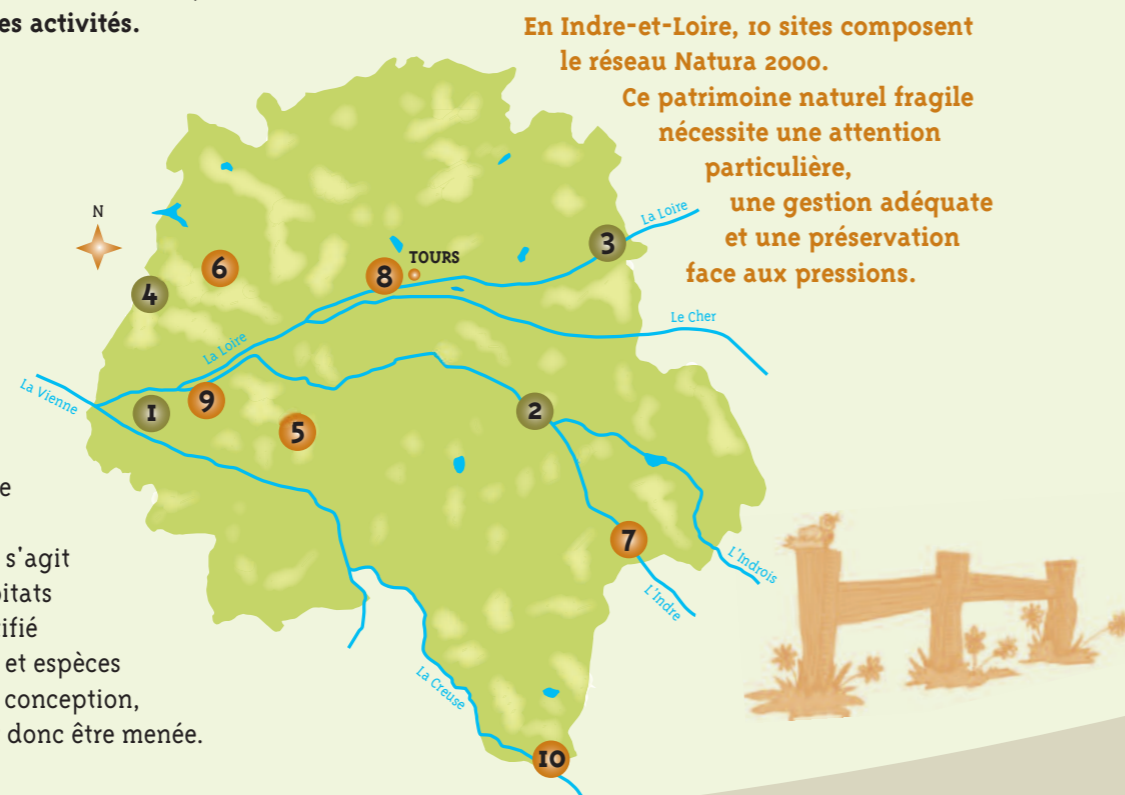 es activités.
En Indre-et-Loire, 10 sites composent
le réseau Natura 2000.
Ce patrimoine naturel fragile
nécessite une attention
particulière,
une gestion adéquate
et une préservation
face aux pressions.
N
La Loire
3
TOURS
8
6
4
Le Cher
La Loire
La Vienne
9
1
2
5
7
L'Indrois
L'Indre
La Creuse
10
e
s'agit
itats
ifié
et espèces
conception,
donc être menée.